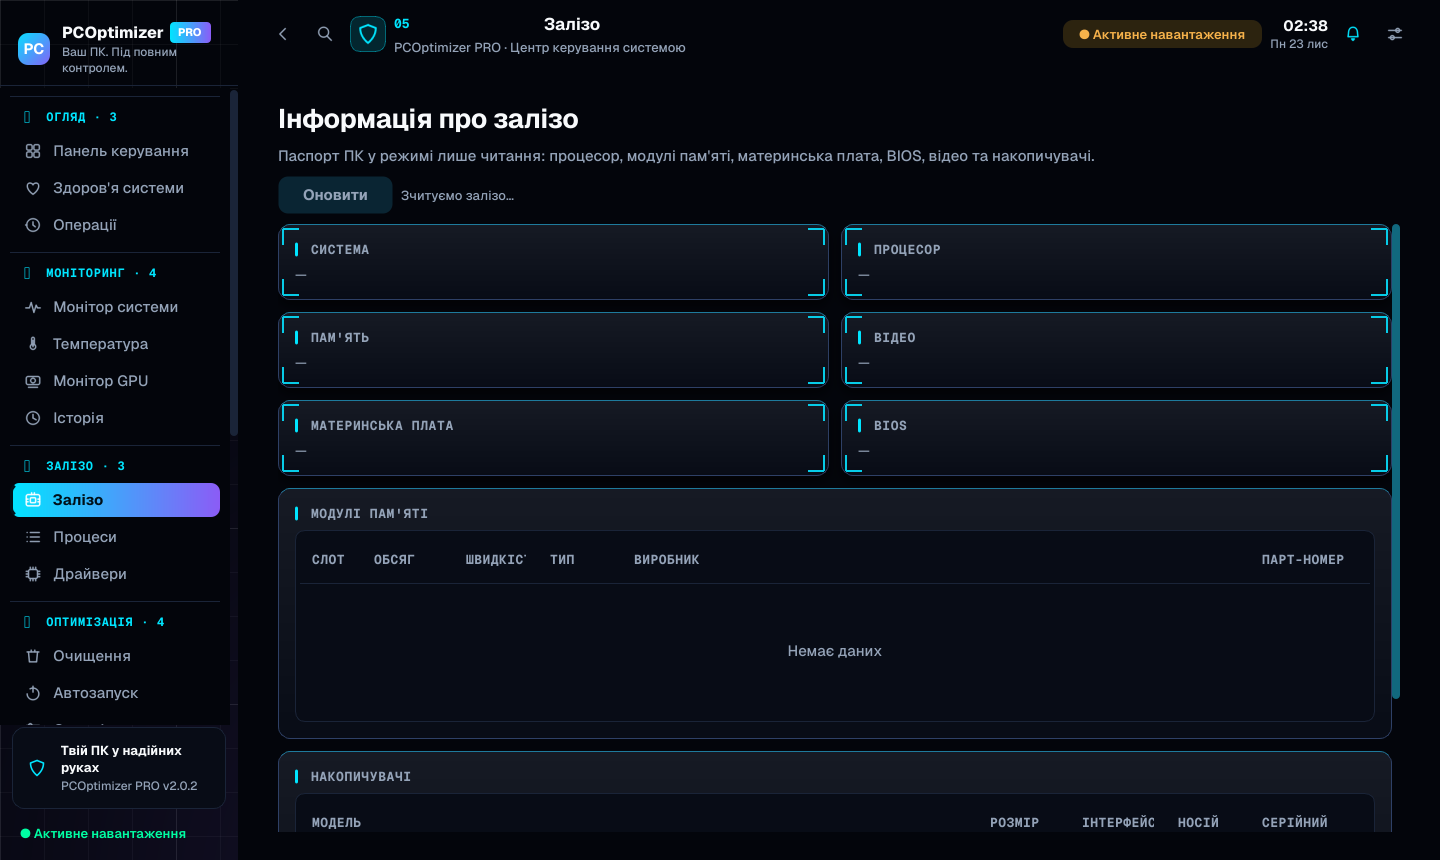 PC
PCOptimizer PRO
Ваш ПК. Під повним
контролем.
ОГЛЯД · 3
Панель керування
Здоров'я системи
Операції
МОНІТОРИНГ · 4
Монітор системи
Температура
Монітор GPU
Історія
ЗАЛІЗО · 3
Залізо
Процеси
Драйвери
ОПТИМІЗАЦІЯ · 4
Очищення
Автозапуск
Твій ПК у надійних
руках
PCOptimizer PRO v2.0.2
Активне навантаження
05
Залізо
PCOptimizer PRO · Центр керування системою
Активне навантаження
02:38
Пн 23 лис
Інформація про залізо
Паспорт ПК у режимі лише читання: процесор, модулі пам'яті, материнська плата, BIOS, відео та накопичувачі.
Оновити
Зчитуємо залізо…
СИСТЕМА
—
ПРОЦЕСОР
—
ПАМ'ЯТЬ
—
ВІДЕО
—
МАТЕРИНСЬКА ПЛАТА
—
BIOS
—
МОДУЛІ ПАМ'ЯТІ
СЛОТ ОБСЯГ ШВИДКІС ТИП ВИРОБНИК ПАРТ-НОМЕР
Немає даних
НАКОПИЧУВАЧІ
МОДЕЛЬ РОЗМІР ІНТЕРФЕЙС НОСІЙ СЕРІЙНИЙ